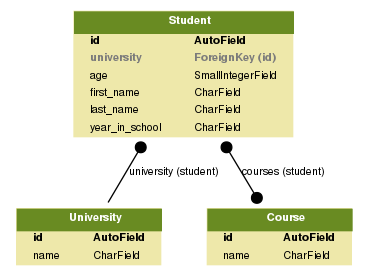 Student
id AutoField
university ForeignKey (id)
age SmallIntegerField
first_name CharField
last_name CharField
year_in_school CharField
university (student)
courses (student)
University
id AutoField
name CharField
Course
id AutoField
name CharField